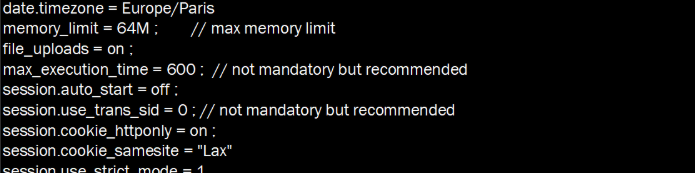 date.timezone = Europe/Paris
memory_limit = 64M ;       // max memory limit
file_uploads = on ;
max_execution_time = 600 ;  // not mandatory but recommended
session.auto_start = off ;
session.use_trans_sid = 0 ; // not mandatory but recommended
session.cookie_httponly = on ;
session.cookie_samesite = "Lax"
session.use_strict_mode = 1